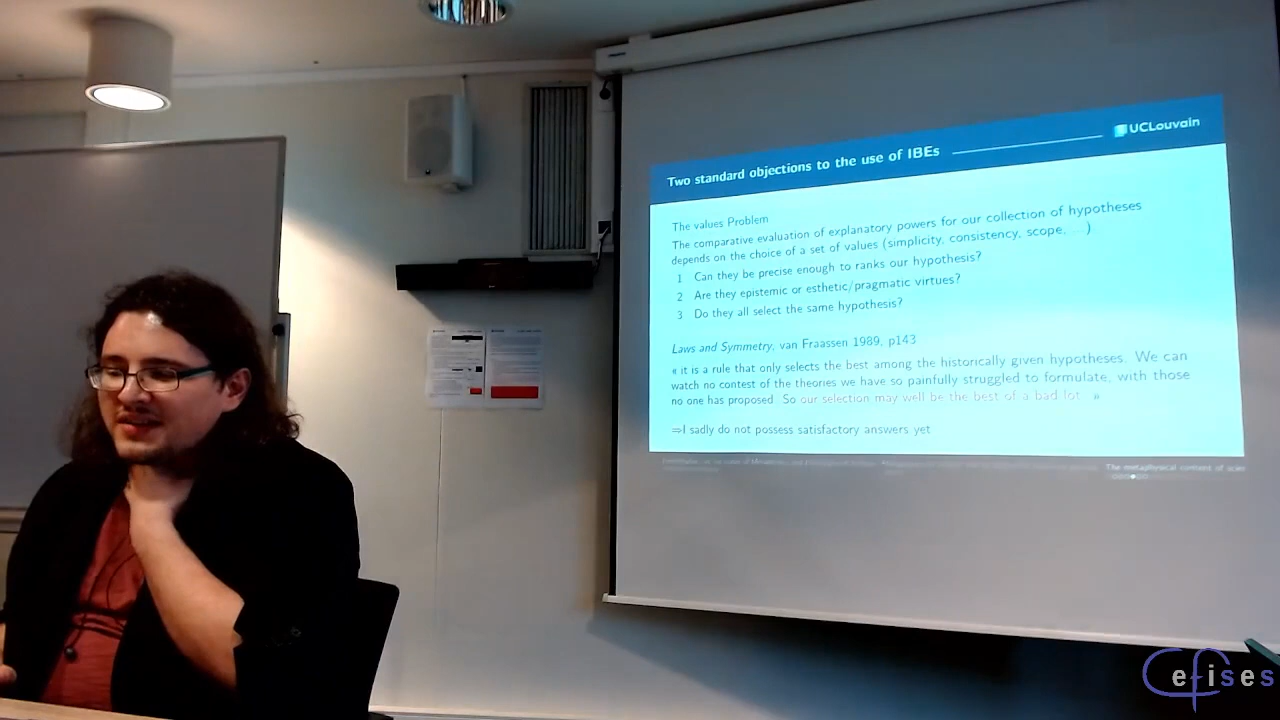 UCLouvain
Two standard objections to the use of IBEs
The values Problem
The comparative evaluation of explanatory powers for our collection of hypotheses
depends on the choice of a set of values (simplicity, consistency, scope, ...)
1 Can they be precise enough to ranks our hypothesis?
2 Are they epistemic or esthetic/pragmatic virtues?
3 Do they all select the same hypothesis?
Laws and Symmetry, van Fraassen 1989, p143
« it is a rule that only selects the best among the historically given hypotheses. We can
watch no contest of the theories we have so painfully struggled to formulate, with those
no one has proposed. So our selection may well be the best of a bad lot. »
⇒I sadly do not possess satisfactory answers yet
The metaphysical content of scien
efises